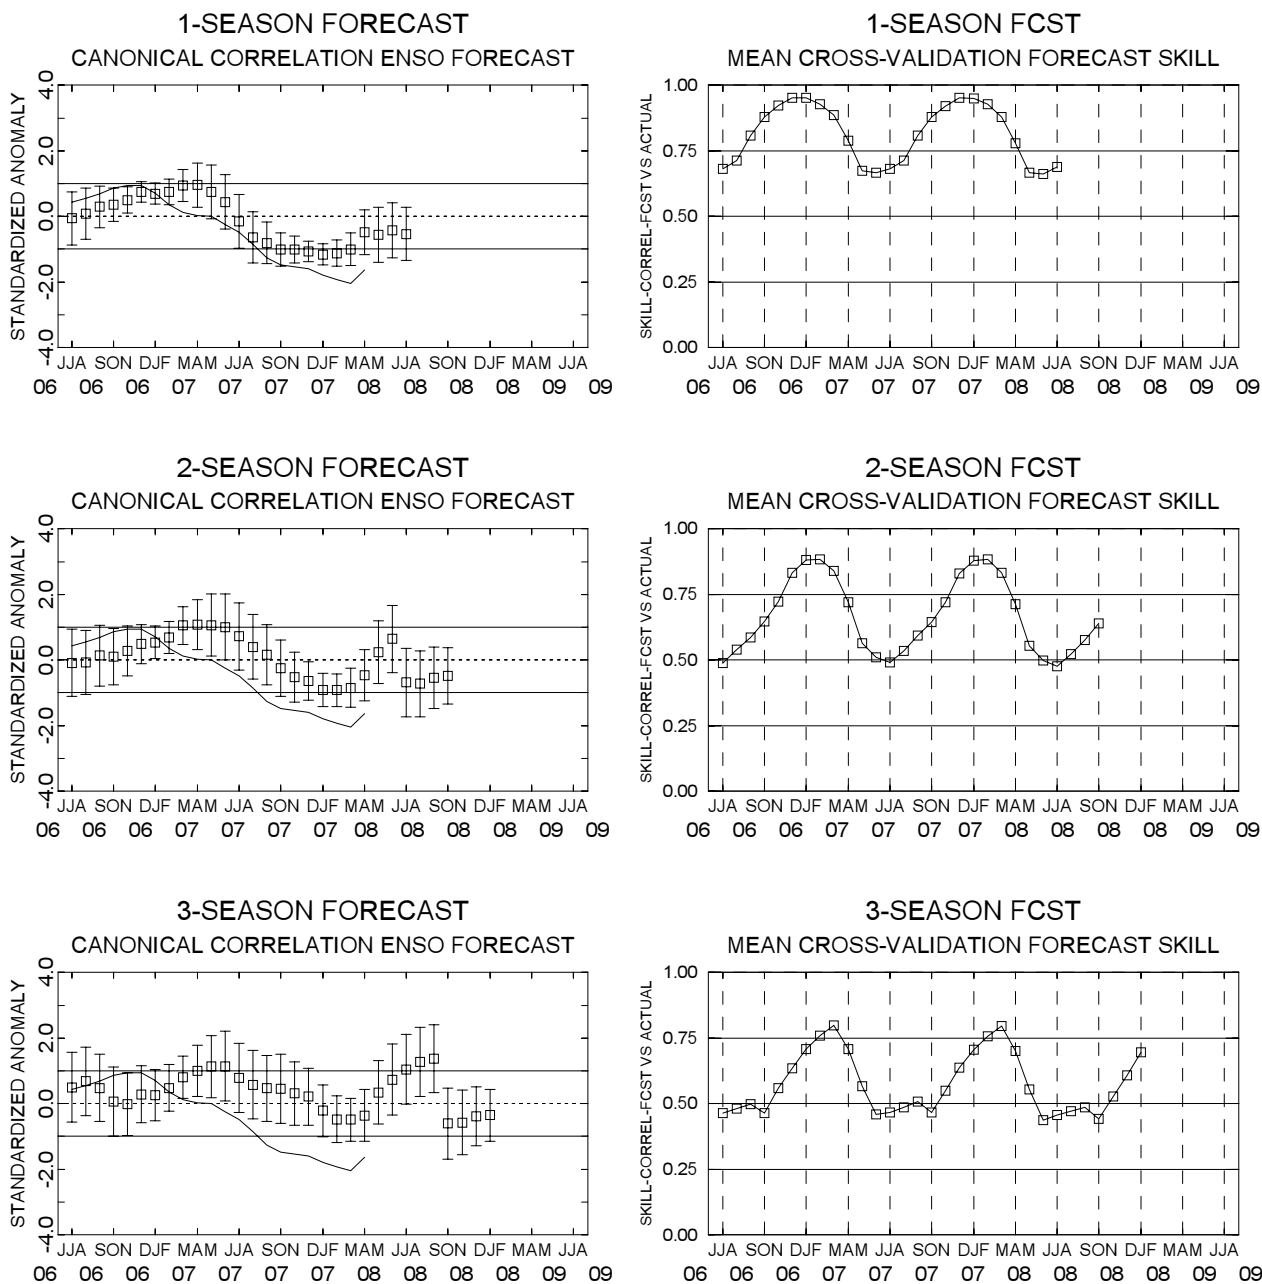 1-SEASON FORECAST
CANONICAL CORRELATION ENSO FORECAST
STANDARDIZED ANOMALY
4.0
2.0
0.0
-2.0
-4.0
JJA SON DJF MAM JJA SON DJF MAM JJA SON DJF MAM JJA
06 06 06 07 07 07 07 08 08 08 08 09 09
1-SEASON FCST
MEAN CROSS-VALIDATION FORECAST SKILL
SKILL-CORREL-FCST VS ACTUAL
1.00
0.75
0.50
0.25
0.00
JJA SON DJF MAM JJA SON DJF MAM JJA SON DJF MAM JJA
06 06 06 07 07 07 07 08 08 08 08 09 09
2-SEASON FORECAST
CANONICAL CORRELATION ENSO FORECAST
STANDARDIZED ANOMALY
4.0
2.0
0.0
-2.0
-4.0
JJA SON DJF MAM JJA SON DJF MAM JJA SON DJF MAM JJA
06 06 06 07 07 07 07 08 08 08 08 09 09
2-SEASON FCST
MEAN CROSS-VALIDATION FORECAST SKILL
SKILL-CORREL-FCST VS ACTUAL
1.00
0.75
0.50
0.25
0.00
JJA SON DJF MAM JJA SON DJF MAM JJA SON DJF MAM JJA
06 06 06 07 07 07 07 08 08 08 08 09 09
3-SEASON FORECAST
CANONICAL CORRELATION ENSO FORECAST
STANDARDIZED ANOMALY
4.0
2.0
0.0
-2.0
-4.0
JJA SON DJF MAM JJA SON DJF MAM JJA SON DJF MAM JJA
06 06 06 07 07 07 07 08 08 08 08 09 09
3-SEASON FCST
MEAN CROSS-VALIDATION FORECAST SKILL
SKILL-CORREL-FCST VS ACTUAL
1.00
0.75
0.50
0.25
0.00
JJA SON DJF MAM JJA SON DJF MAM JJA SON DJF MAM JJA
06 06 06 07 07 07 07 08 08 08 08 09 09